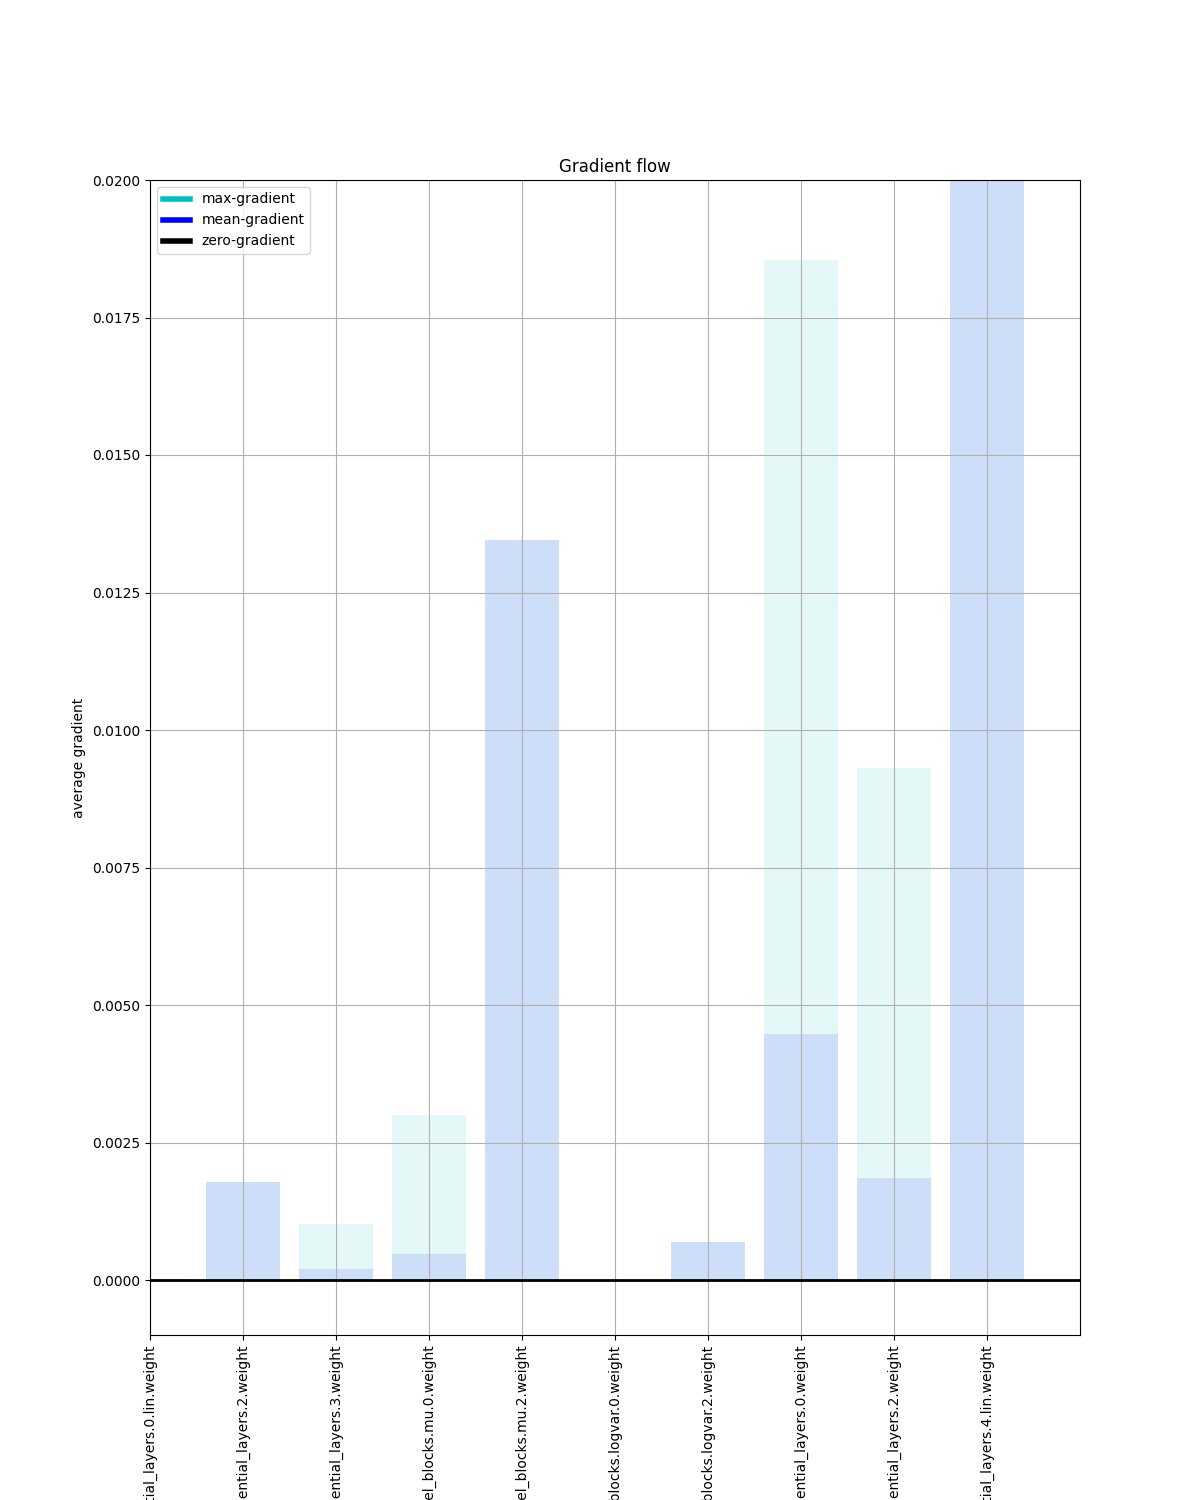 Gradient flow
max-gradient
mean-gradient
zero-gradient
0.0200
0.0175
0.0150
0.0125
0.0100
0.0075
0.0050
0.0025
0.0000
average gradient
tial_layers.0.lin.weight
ential_layers.2.weight
ential_layers.3.weight
el_blocks.mu.0.weight
el_blocks.mu.2.weight
blocks.logvar.0.weight
blocks.logvar.2.weight
ential_layers.0.weight
ential_layers.2.weight
tial_layers.4.lin.weight